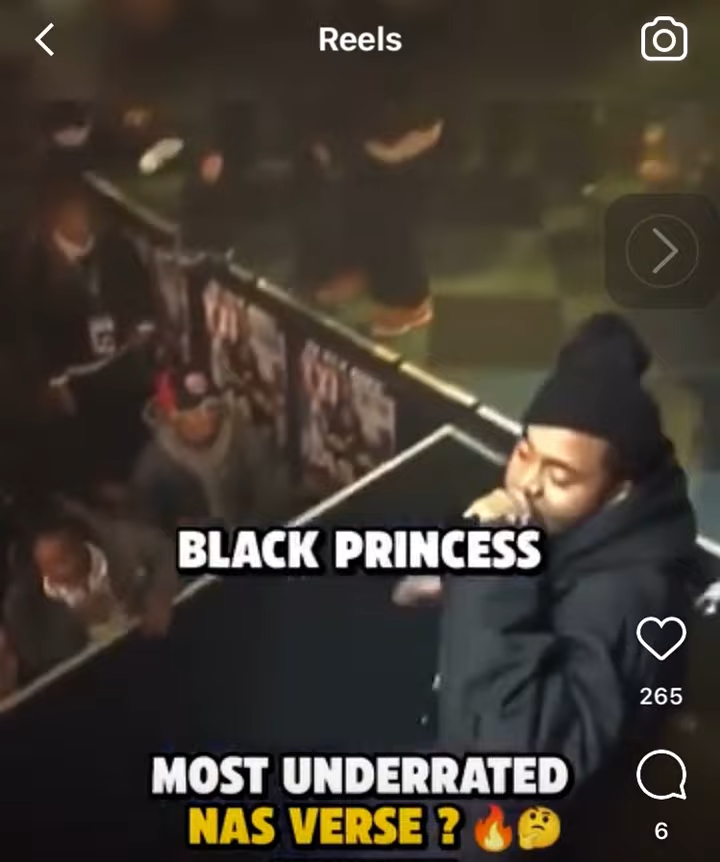 Reels
BLACK PRINCESS
265
MOST UNDERRATED
NAS VERSE ? 🔥🤔
6